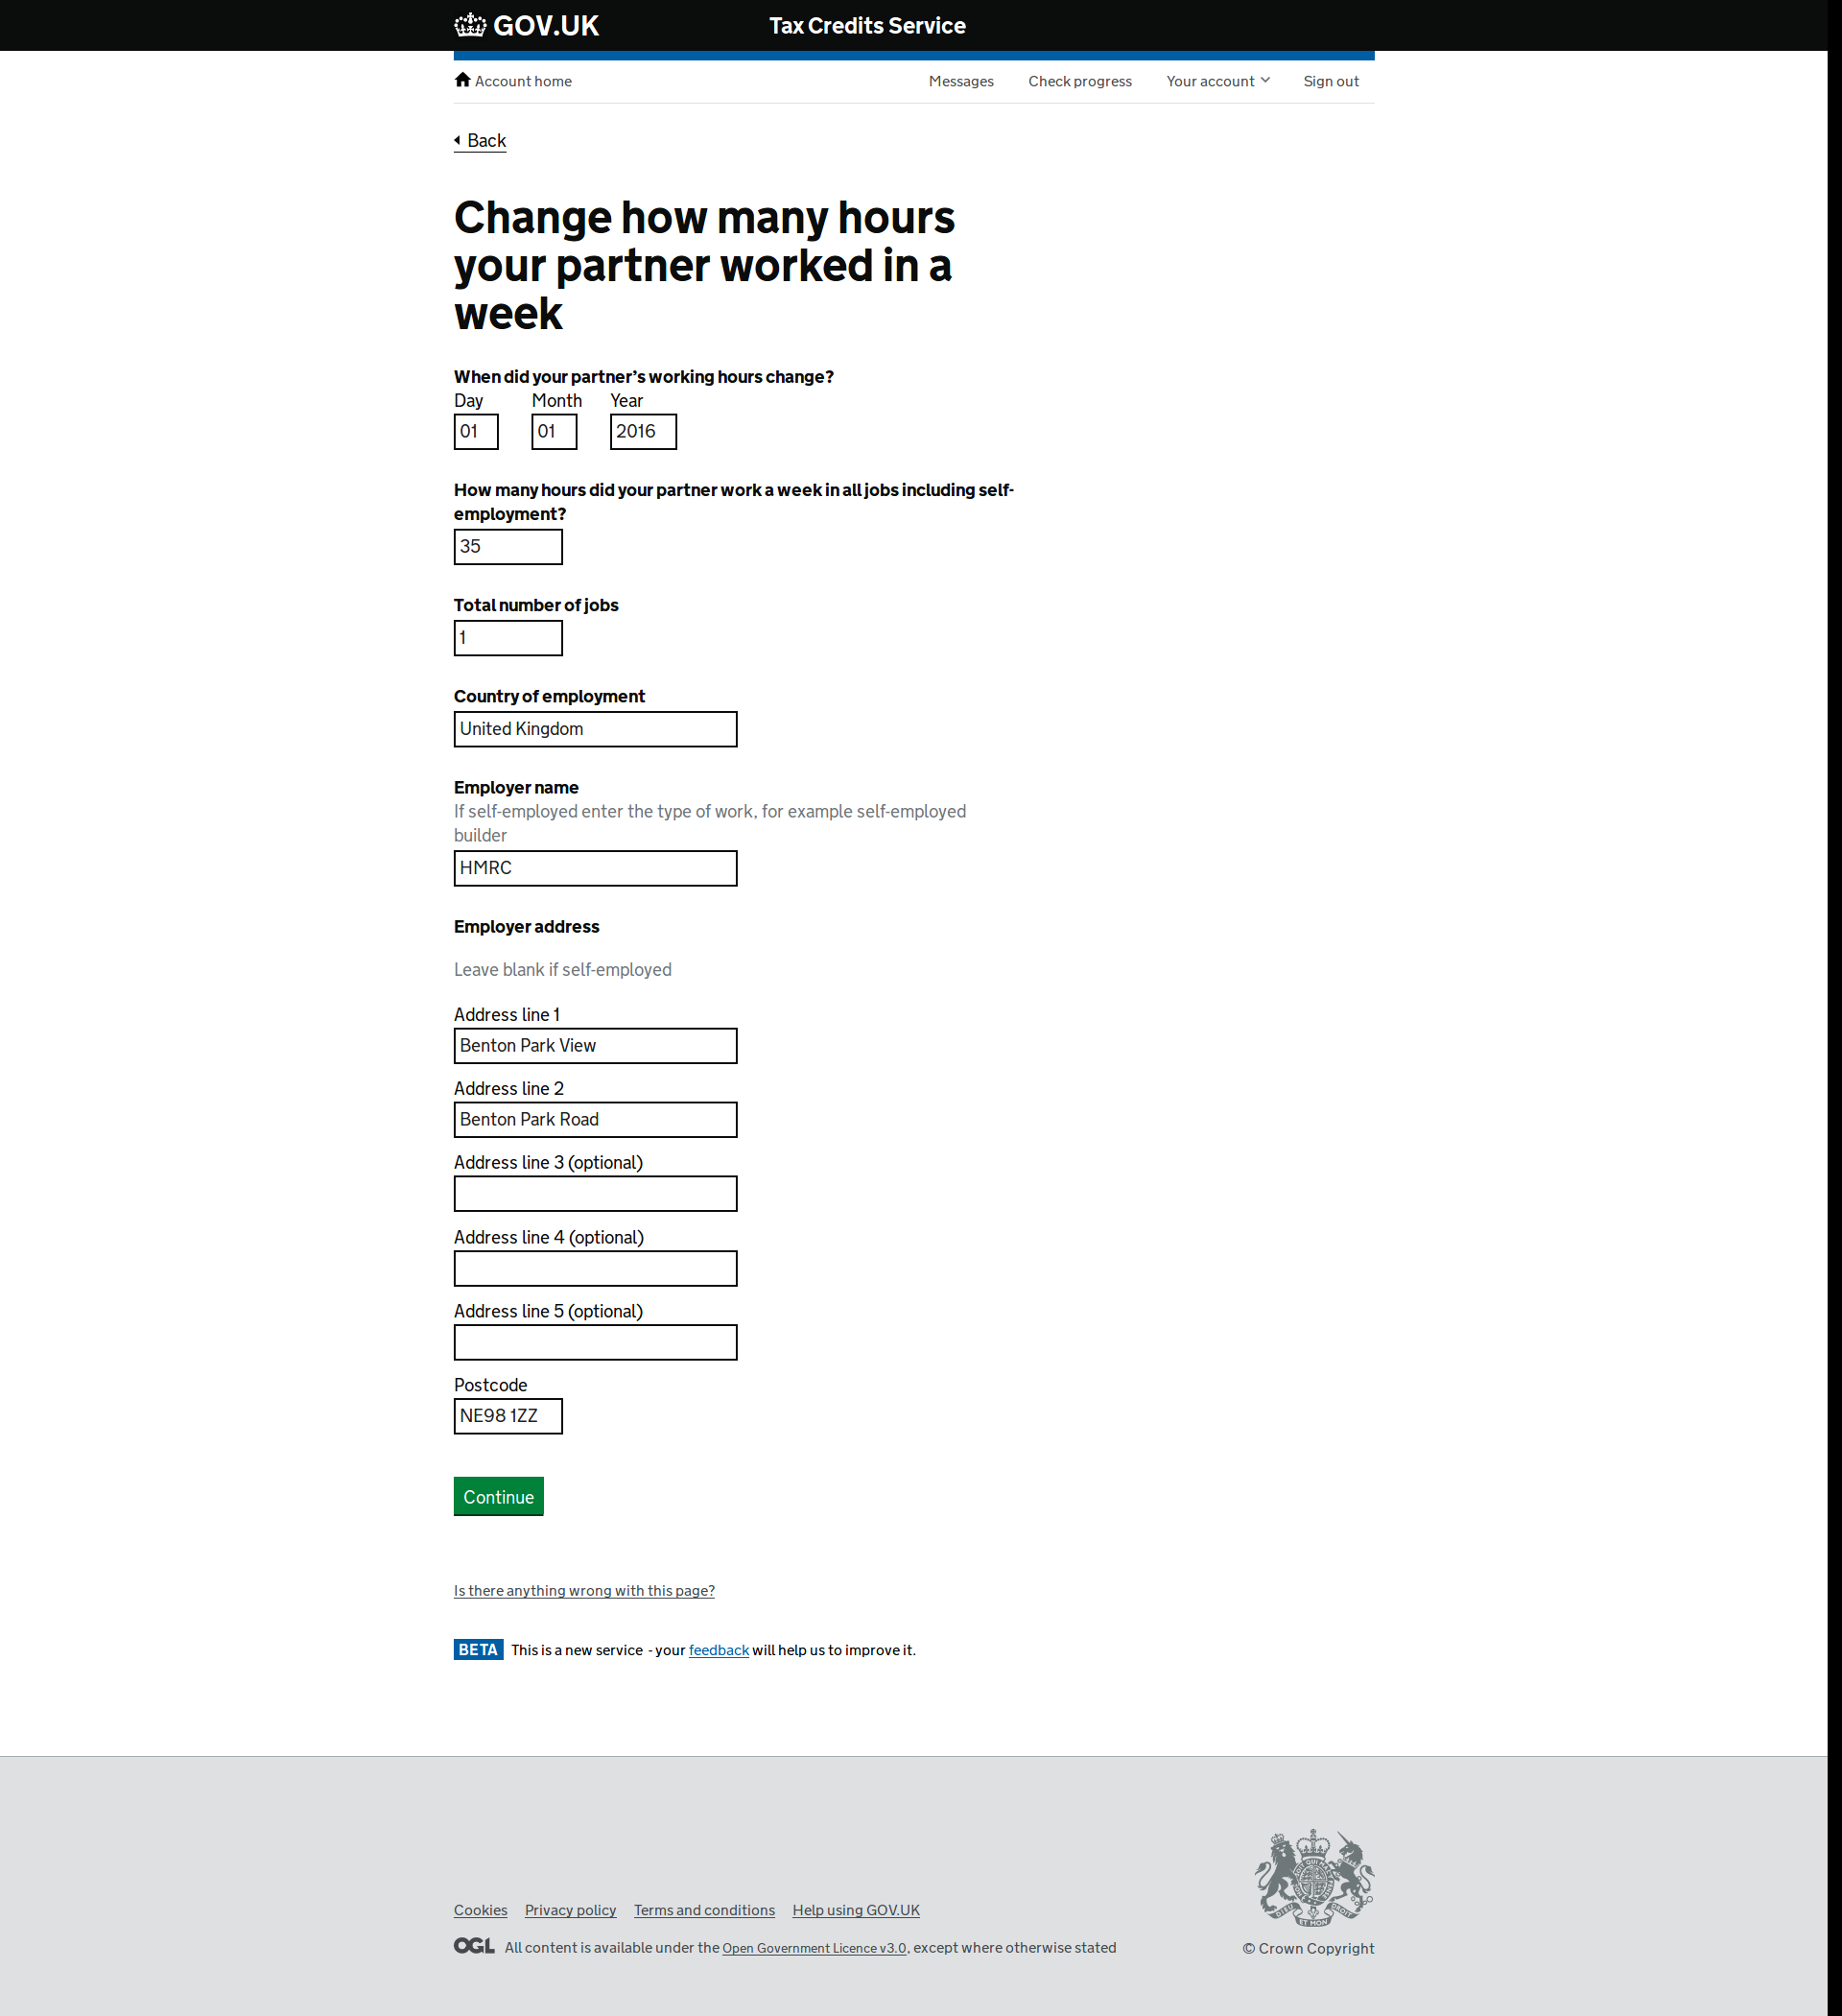 GOV.UK
Tax Credits Service
Account home
Messages
Check progress
Your account
Sign out
Back
Change how many hours
your partner worked in a
week
When did your partner’s working hours change?
Day Month Year
01 01 2016
How many hours did your partner work a week in all jobs including self-
employment?
35
Total number of jobs
1
Country of employment
United Kingdom
Employer name
If self-employed enter the type of work, for example self-employed
builder
HMRC
Employer address
Leave blank if self-employed
Address line 1
Benton Park View
Address line 2
Benton Park Road
Address line 3 (optional)
Address line 4 (optional)
Address line 5 (optional)
Postcode
NE98 1ZZ
Continue
Is there anything wrong with this page?
BETA This is a new service - your feedback will help us to improve it.
Cookies Privacy policy Terms and conditions Help using GOV.UK
OGL All content is available under the Open Government Licence v3.0, except where otherwise stated
DIEU ET MON DROIT
© Crown Copyright